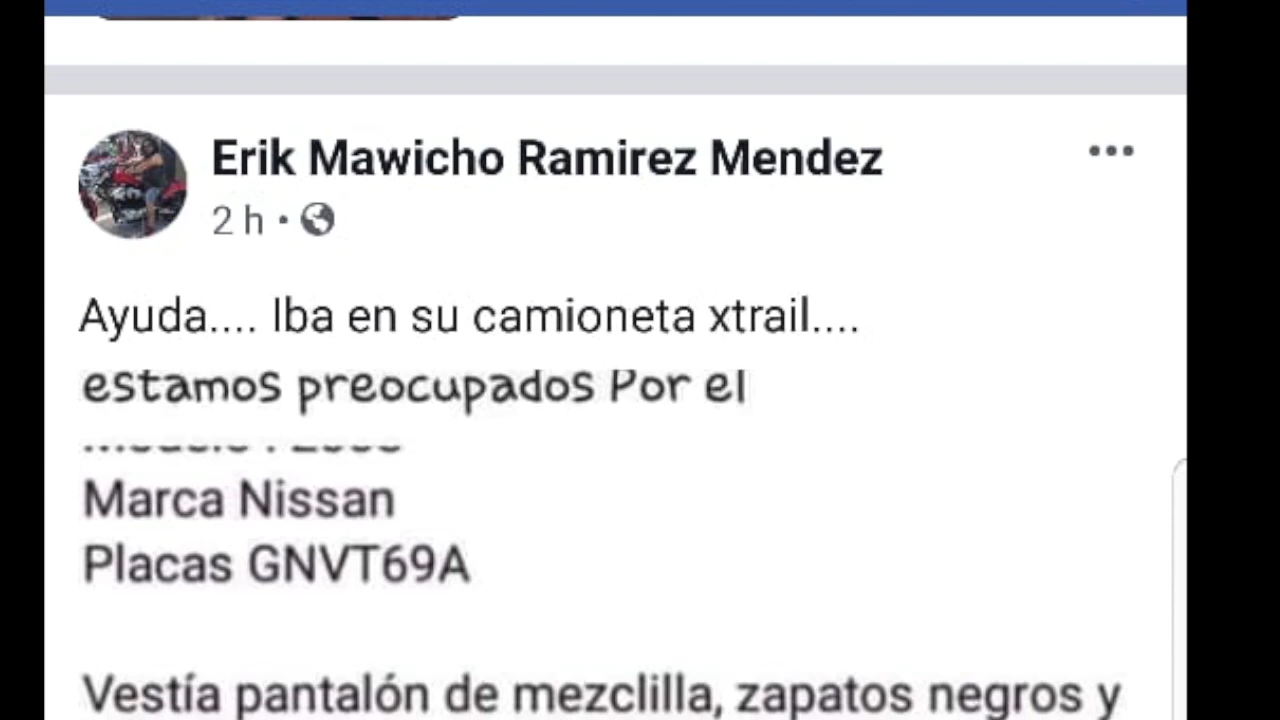 Erik Mawicho Ramirez Mendez
2 h
Ayuda.... Iba en su camioneta xtrail....
estamos preocupados Por el
Marca Nissan
Placas GNVT69A
Vestía pantalón de mezclilla, zapatos negros y